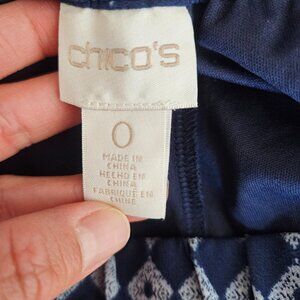 chico's
0
MADE IN
CHINA
HECHO EN
CHINA
FABRIQUÉ EN
CHINE